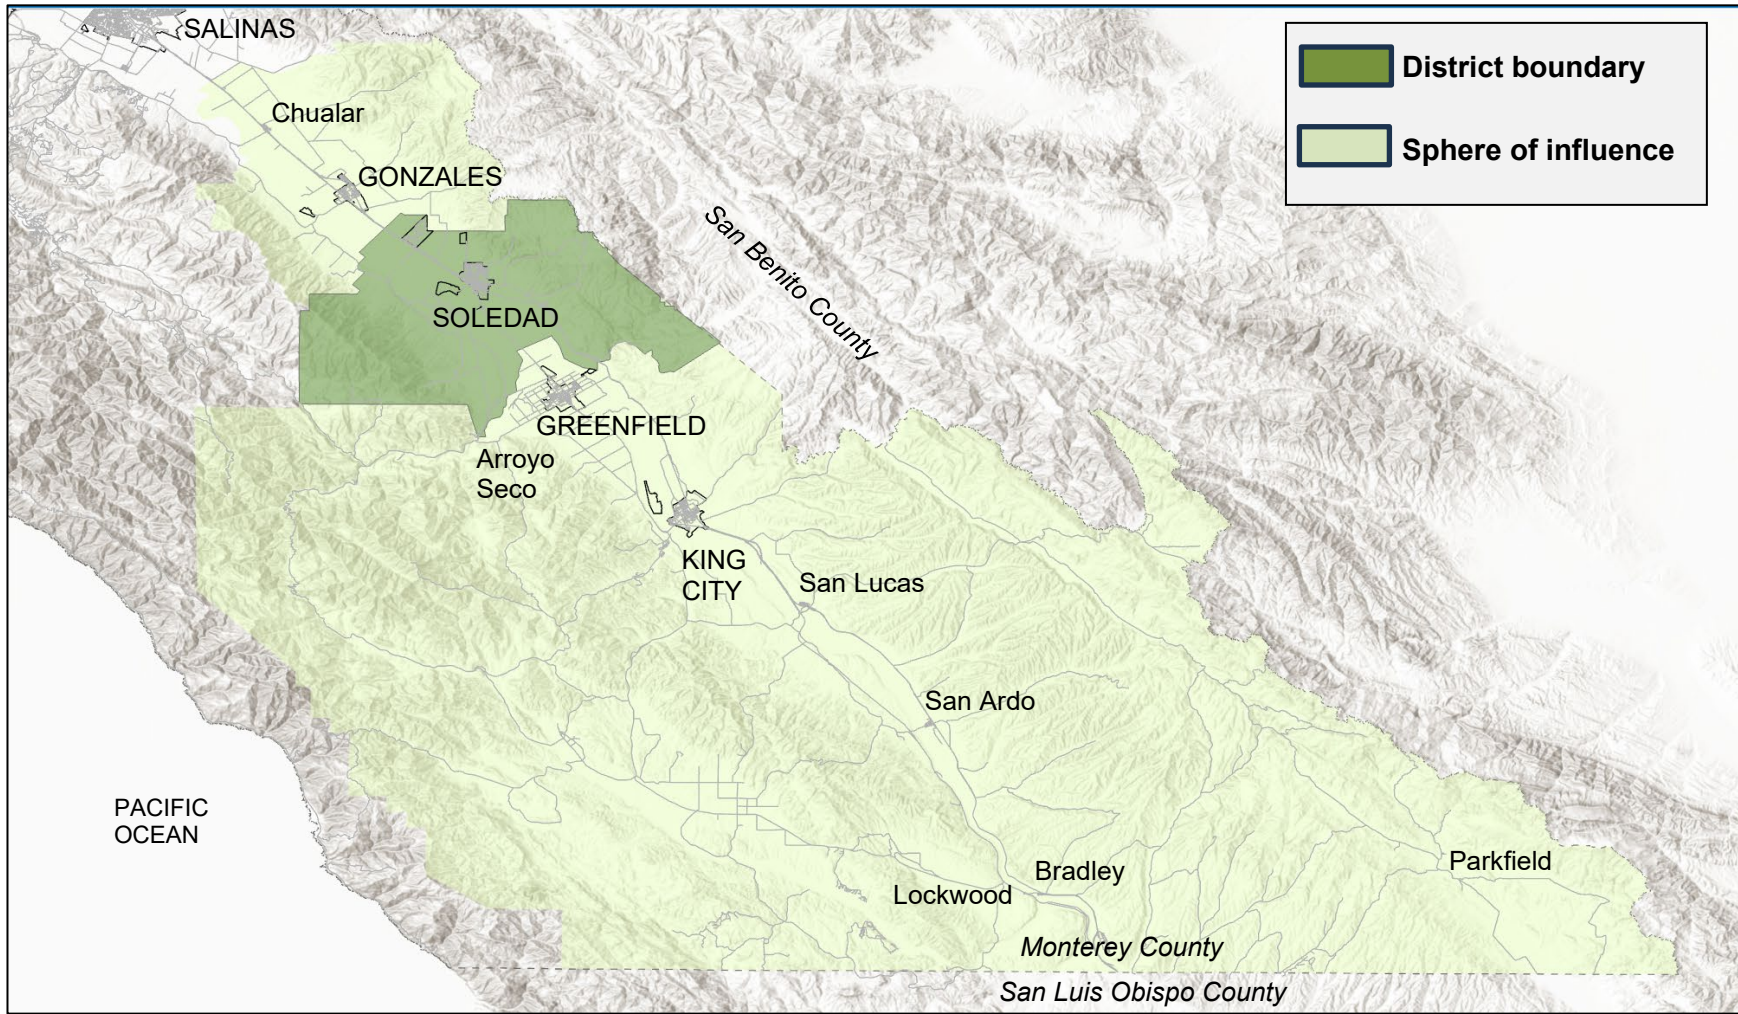 SALINAS
District boundary
Sphere of influence
Chualar
GONZALES
San Benito County
SOLEDAD
GREENFIELD
Arroyo
Seco
KING
CITY
San Lucas
San Ardo
PACIFIC
OCEAN
Bradley
Parkfield
Lockwood
Monterey County
San Luis Obispo County